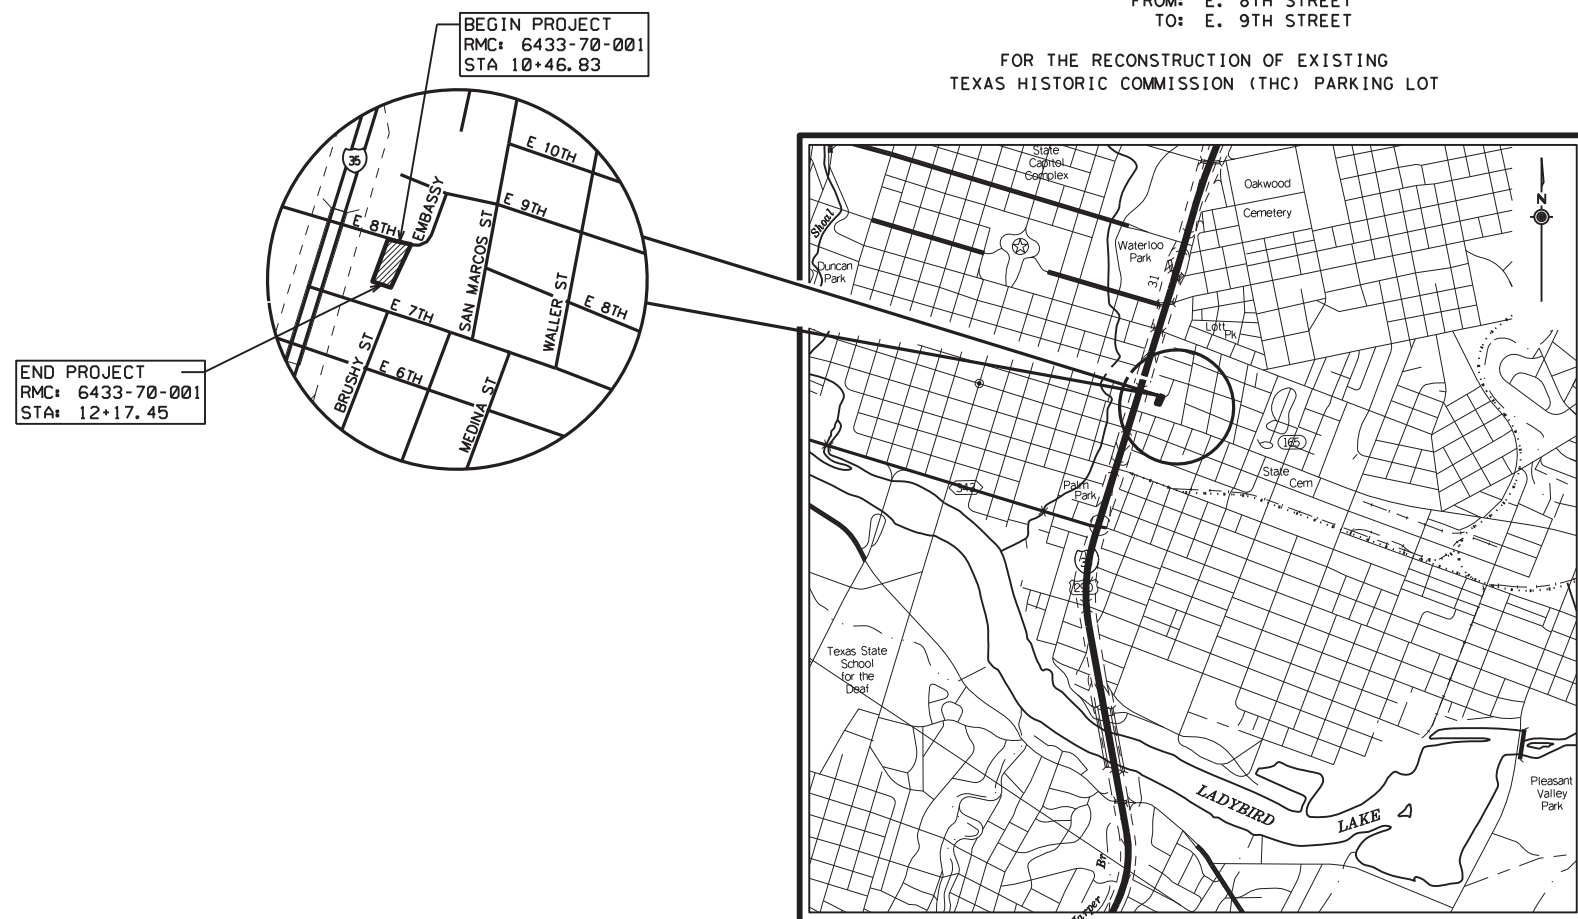 FROM: E. 8TH STREET
TO: E. 9TH STREET
FOR THE RECONSTRUCTION OF EXISTING
TEXAS HISTORIC COMMISSION (THC) PARKING LOT
BEGIN PROJECT
RMC: 6433-70-001
STA 10+46.83
35
E 10TH
E 9TH
EMBASSY
E 8TH
SAN MARCOS ST
WALLER ST
E 8TH
E 7TH
BRUSHY ST
E 6TH
MEDINA ST
END PROJECT
RMC: 6433-70-001
STA: 12+17.45
State
Capitol
Complex
Oakwood
Cemetery
N
Shoal
Waterloo
Park
Duncan
Park
31
Lott
Pk
165
State
Cem
343
Palm
Park
35
290
Texas State
School
for the
Deaf
LADYBIRD
LAKE
Pleasant
Valley
Park
Harper
Br